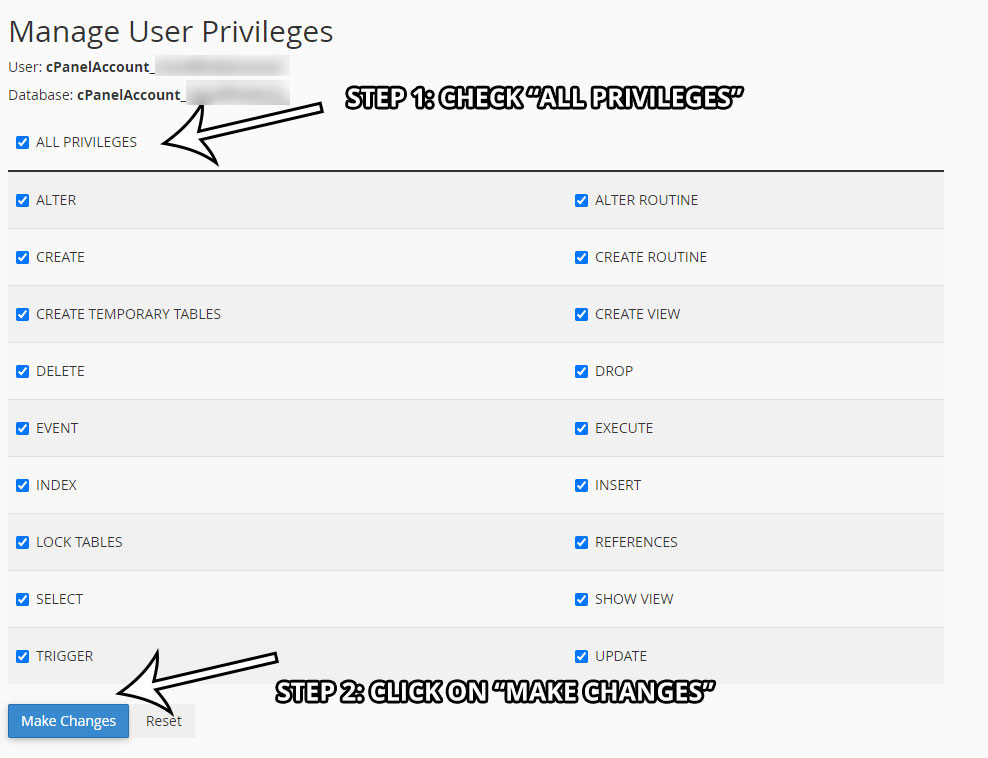 Manage User Privileges
User: cPanelAccount_
Database: cPanelAccount_
STEP 1: CHECK “ALL PRIVILEGES”
ALL PRIVILEGES
ALTER ALTER ROUTINE
CREATE CREATE ROUTINE
CREATE TEMPORARY TABLES CREATE VIEW
DELETE DROP
EVENT EXECUTE
INDEX INSERT
LOCK TABLES REFERENCES
SELECT SHOW VIEW
TRIGGER UPDATE
STEP 2: CLICK ON “MAKE CHANGES”
Make Changes Reset